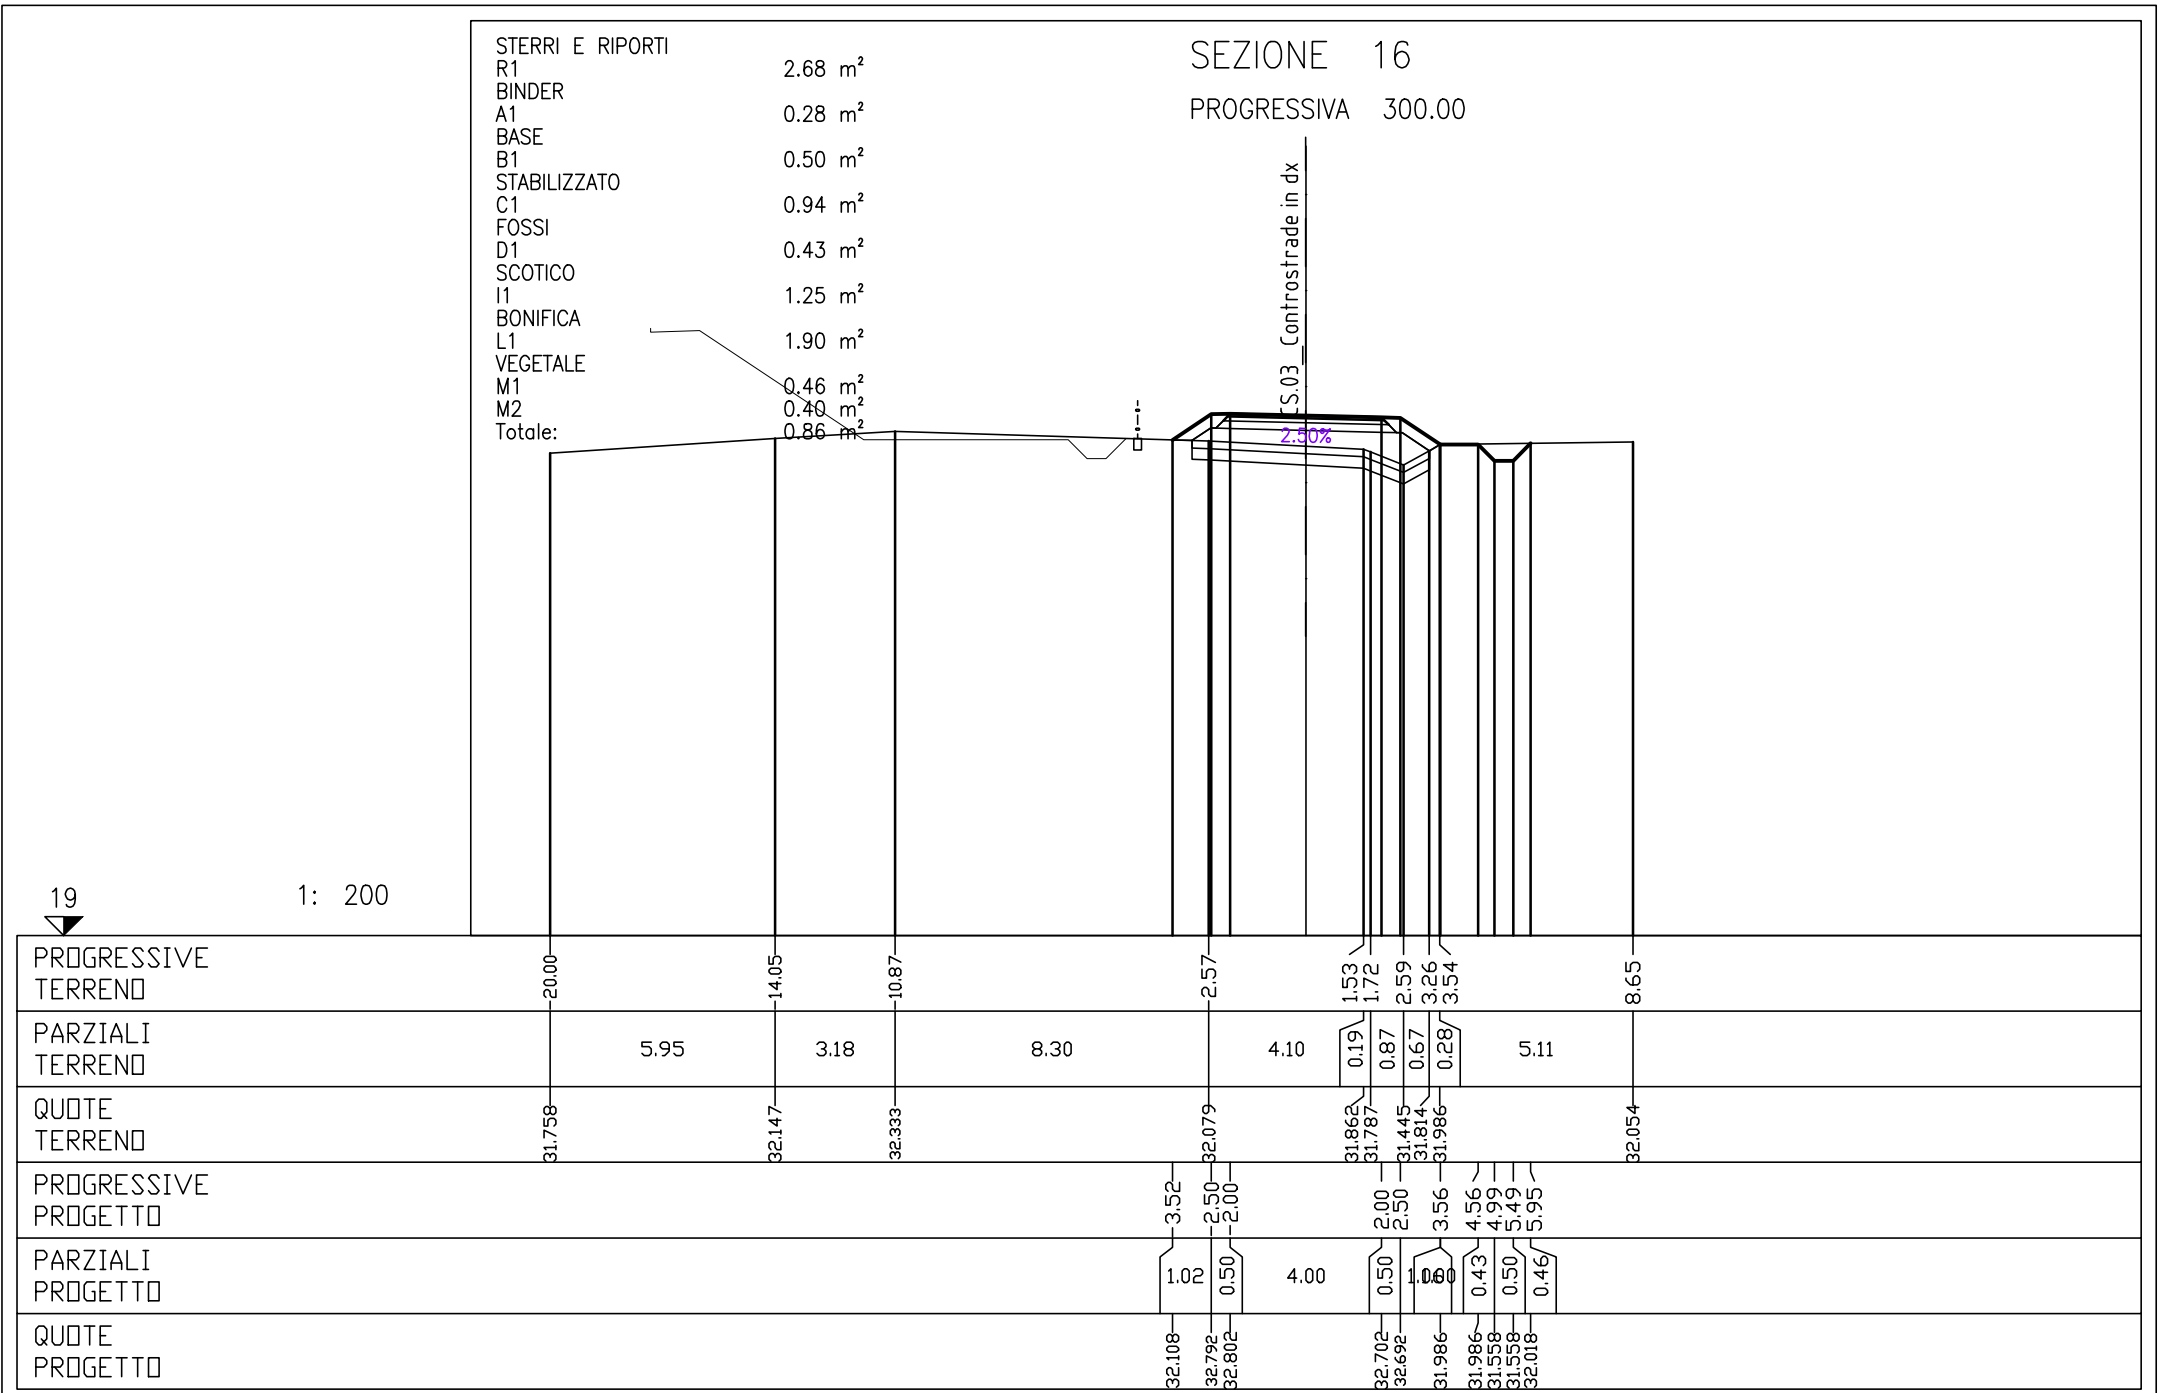 STERRI E RIPORTI
R1 2.68 m²
BINDER
A1 0.28 m²
BASE
B1 0.50 m²
STABILIZZATO
C1 0.94 m²
FOSSI
D1 0.43 m²
SCOTICO
I1 1.25 m²
BONIFICA
L1 1.90 m²
VEGETALE
M1 0.46 m²
M2 0.40 m²
Totale: 0.86 m²
SEZIONE 16
PROGRESSIVA 300.00
CS.03_Controstrade in dx
2.50%
19
1: 200
PROGRESSIVE TERRENO -20.00 -14.05 -10.87 -2.57 1.53 1.72 2.59 3.26 3.54 8.65
PARZIALI TERRENO 5.95 3.18 8.30 4.10 0.19 0.87 0.67 0.28 5.11
QUOTE TERRENO 31.758 32.147 32.333 32.079 31.862 31.787 31.445 31.814 31.986 32.054
PROGRESSIVE PROGETTO -3.52 -2.50 -2.00 2.00 2.50 3.56 4.56 4.99 5.49 5.95
PARZIALI PROGETTO 1.02 0.50 4.00 0.50 1.06 1.00 0.43 0.50 0.46
QUOTE PROGETTO 32.108 32.792 32.802 32.702 32.692 31.986 31.986 31.558 31.558 32.018